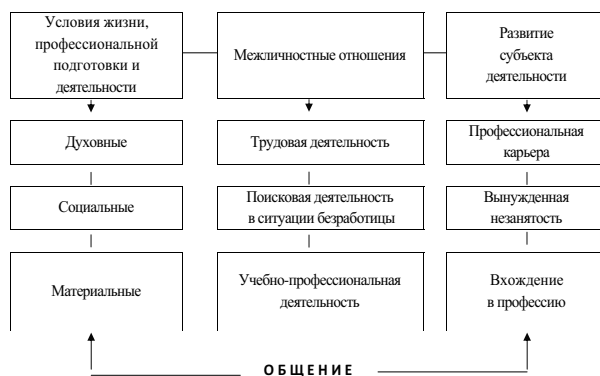 Условия жизни,
профессиональной
подготовки и
деятельности
Межличностные отношения
Развитие
субъекта
деятельности
Духовные
Трудовая деятельность
Профессиональная
карьера
Социальные
Поисковая деятельность
в ситуации безработицы
Вынужденная
незанятость
Материальные
Учебно-профессиональная
деятельность
Вхождение
в профессию
ОБЩЕНИЕ